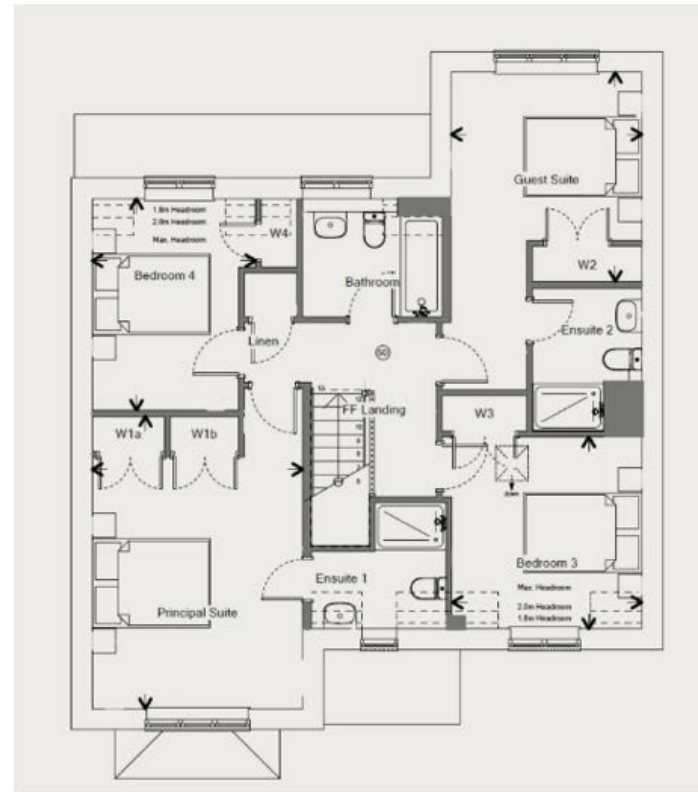 Guest Suite
1.8m Headroom
2.0m Headroom
Max. Headroom
W4
W2
Bedroom 4
Bathroom
Linen
Ensuite 2
FF Landing
W3
W1a
W1b
down
Ensuite 1
Bedroom 3
Principal Suite
Max. Headroom
2.0m Headroom
1.8m Headroom